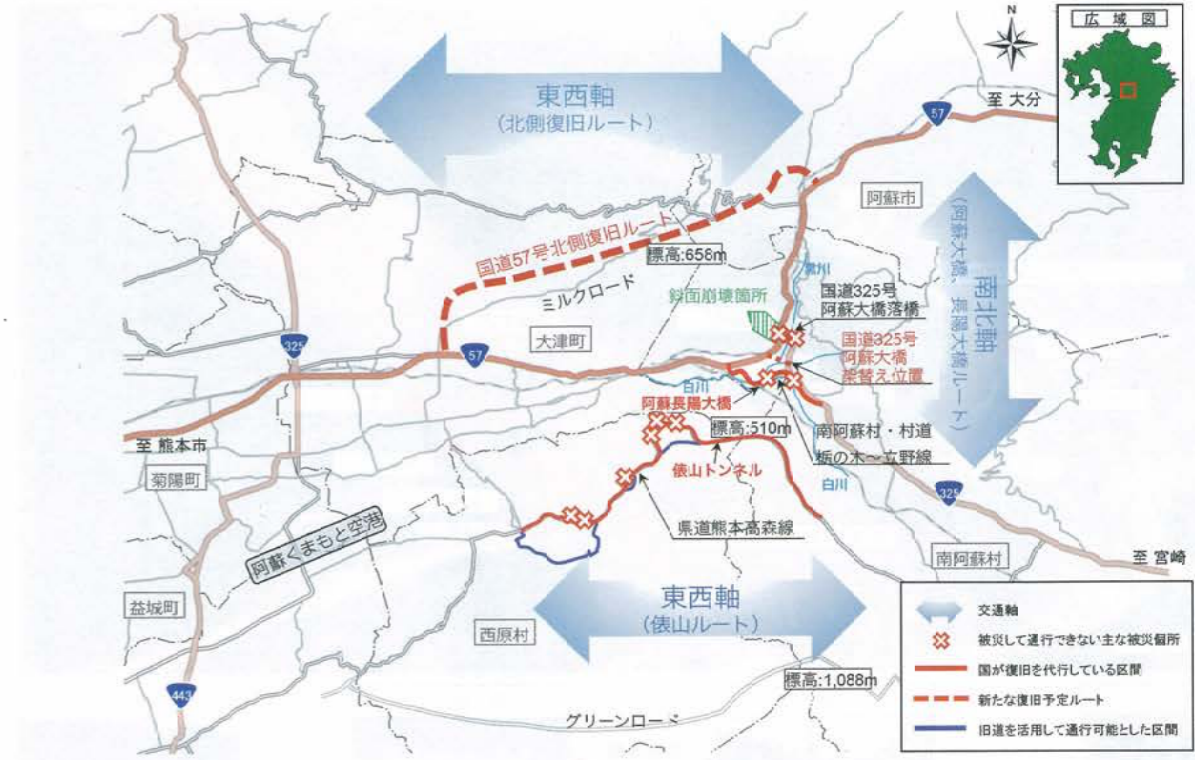 N
広域図
東西軸
(北側復旧ルート)
至 大分
57
阿蘇市
南北軸
(阿蘇大橋、長陽大橋ルート)
国道57号北側復旧ルート
標高:658m
ミルクロード
黒川
斜面崩壊箇所
国道325号
阿蘇大橋落橋
325
大津町
57
国道325号
阿蘇大橋
架替え位置
白川
阿蘇長陽大橋
標高:510m
南阿蘇村・村道
栃の木～立野線
至 熊本市
菊陽町
俵山トンネル
白川
325
県道熊本高森線
阿蘇くまもと空港
南阿蘇村
至 宮崎
益城町
西原村
東西軸
(俵山ルート)
標高:1,088m
443
グリーンロード
交通軸
被災して通行できない主な被災個所
国が復旧を代行している区間
新たな復旧予定ルート
旧道を活用して通行可能とした区間